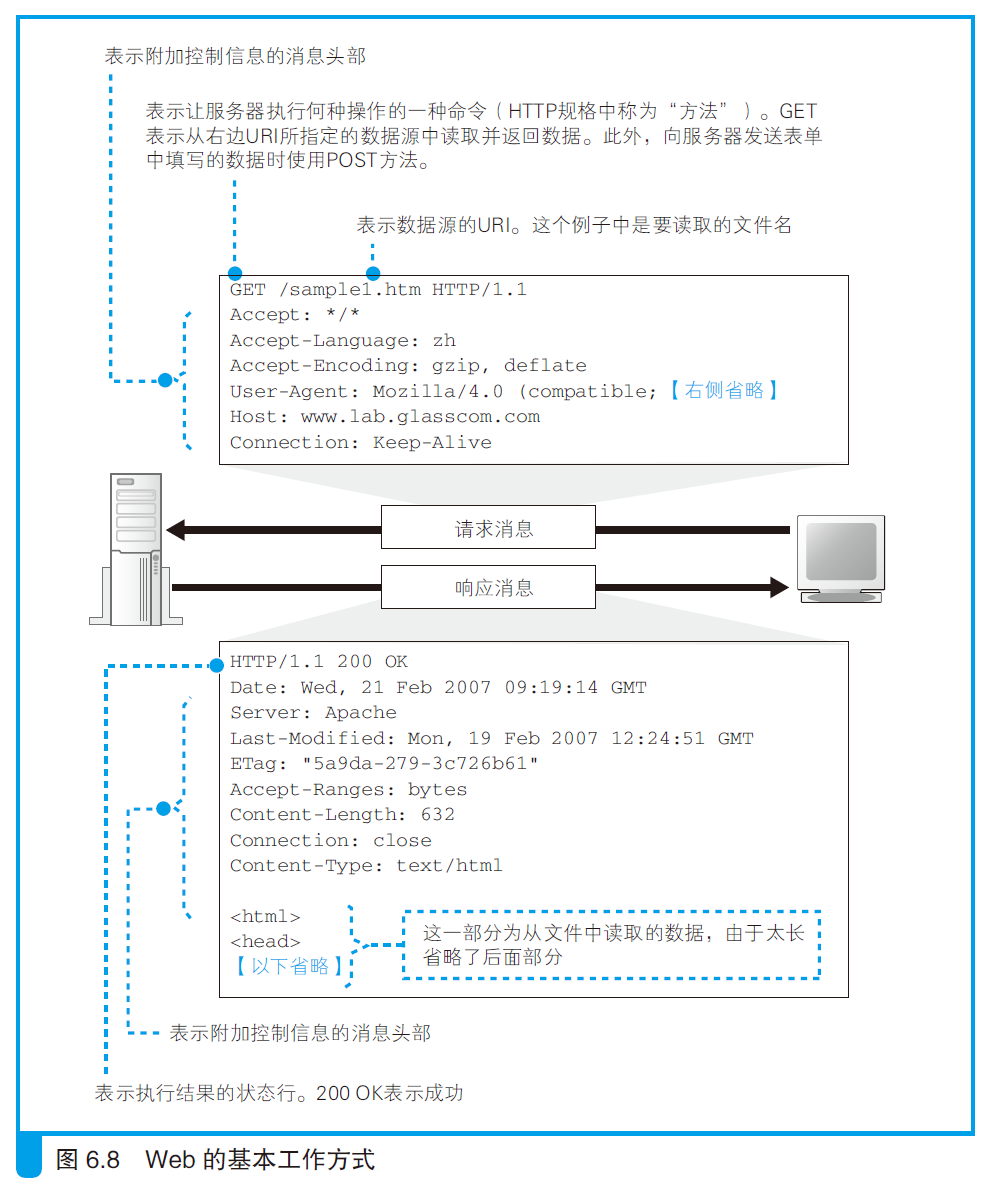 表示附加控制信息的消息头部
表示让服务器执行何种操作的一种命令（HTTP规格中称为“方法”）。GET
表示从右边URI所指定的数据源中读取并返回数据。此外，向服务器发送表单
中填写的数据时使用POST方法。
表示数据源的URI。这个例子中是要读取的文件名
GET /sample1.htm HTTP/1.1
Accept: */*
Accept-Language: zh
Accept-Encoding: gzip, deflate
User-Agent: Mozilla/4.0 (compatible;【右侧省略】
Host: www.lab.glasscom.com
Connection: Keep-Alive
请求消息
响应消息
HTTP/1.1 200 OK
Date: Wed, 21 Feb 2007 09:19:14 GMT
Server: Apache
Last-Modified: Mon, 19 Feb 2007 12:24:51 GMT
ETag: "5a9da-279-3c726b61"
Accept-Ranges: bytes
Content-Length: 632
Connection: close
Content-Type: text/html
<html>
<head>
【以下省略】
这一部分为从文件中读取的数据，由于太长
省略了后面部分
表示附加控制信息的消息头部
表示执行结果的状态行。200 OK表示成功
图 6.8 Web 的基本工作方式